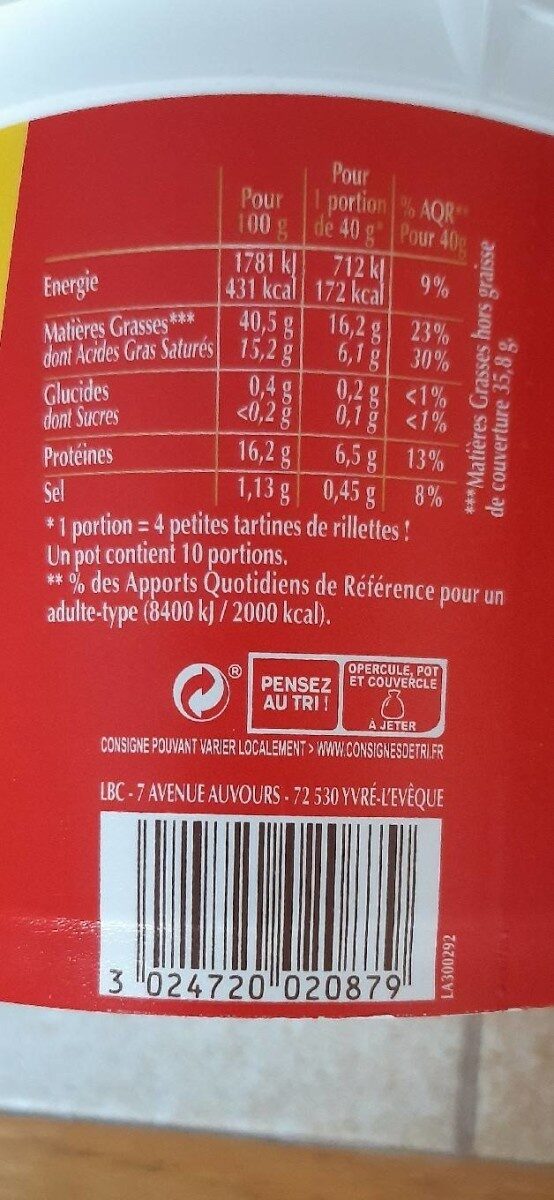 Pour 100 g | Pour 1 portion de 40 g* | % AQR** Pour 40g
Energie | 1781 kJ 431 kcal | 712 kJ 172 kcal | 9%
Matières Grasses*** | 40,5 g | 16,2 g | 23%
dont Acides Gras Saturés | 15,2 g | 6,1 g | 30%
Glucides | 0,4 g | 0,2 g | <1%
dont Sucres | <0,2 g | 0,1 g | <1%
Protéines | 16,2 g | 6,5 g | 13%
Sel | 1,13 g | 0,45 g | 8%
***Matières Grasses hors graisse
de couverture 35,8 g.
* 1 portion = 4 petites tartines de rillettes !
Un pot contient 10 portions.
** % des Apports Quotidiens de Référence pour un
adulte-type (8400 kJ / 2000 kcal).
®
PENSEZ
AU TRI !
OPERCULE, POT
ET COUVERCLE
À JETER
CONSIGNE POUVANT VARIER LOCALEMENT > WWW.CONSIGNESDETRI.FR
LBC - 7 AVENUE AUVOURS - 72 530 YVRÉ-L'EVÊQUE
3 024720 020879
LA300292